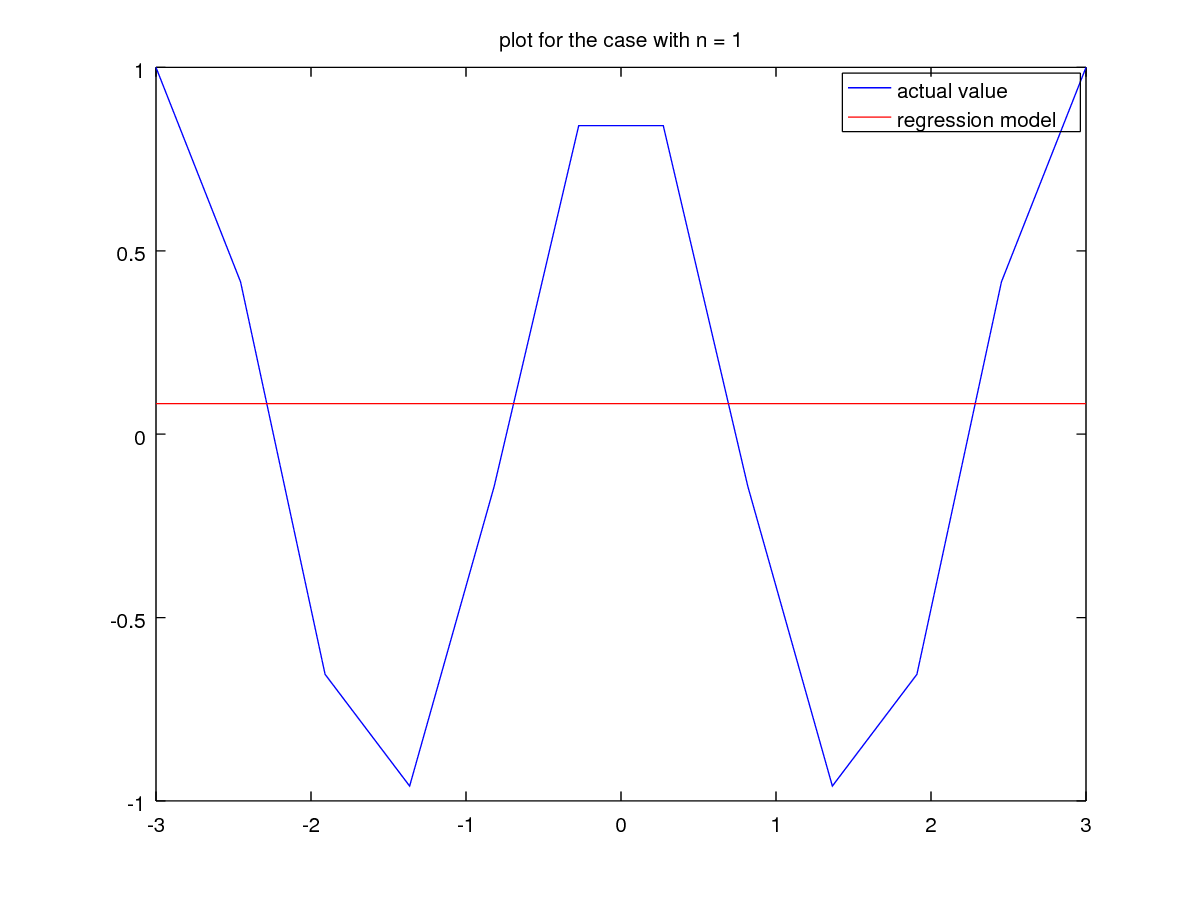 plot for the case with n = 1
actual value
regression model
1
0.5
0
-0.5
-1
-3 -2 -1 0 1 2 3